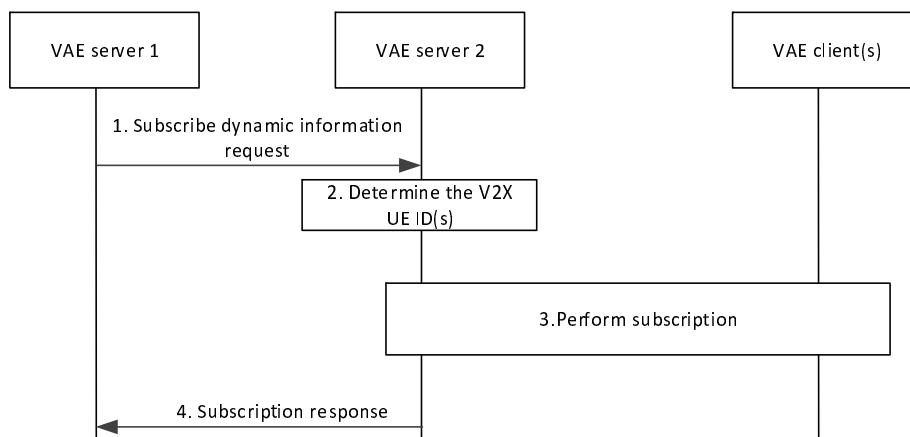 VAE server 1
VAE server 2
VAE client(s)
1. Subscribe dynamic information
request
2. Determine the V2X
UE ID(s)
3.Perform subscription
4. Subscription response